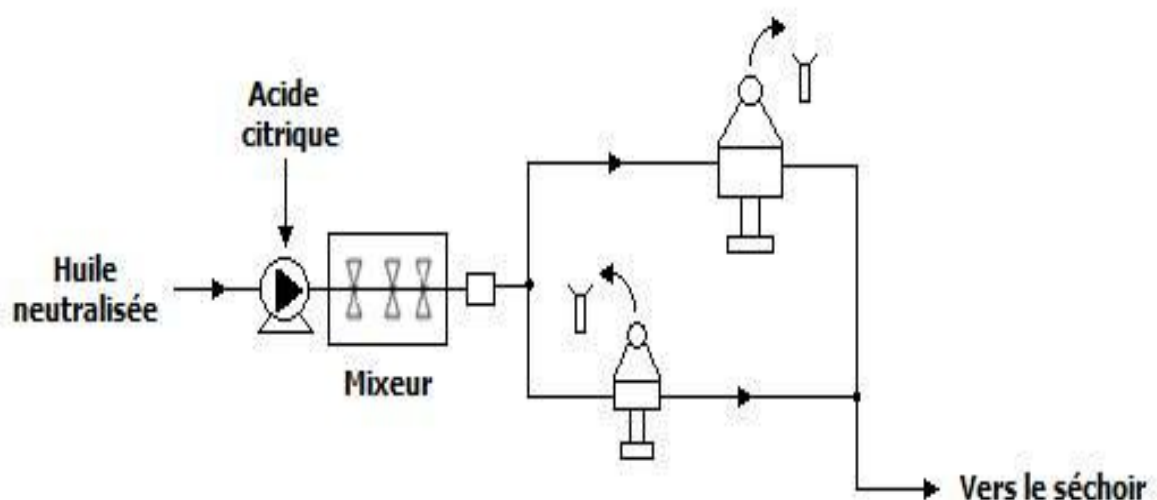 Acide
citrique
Huile
neutralisée
Mixeur
Vers le séchoir